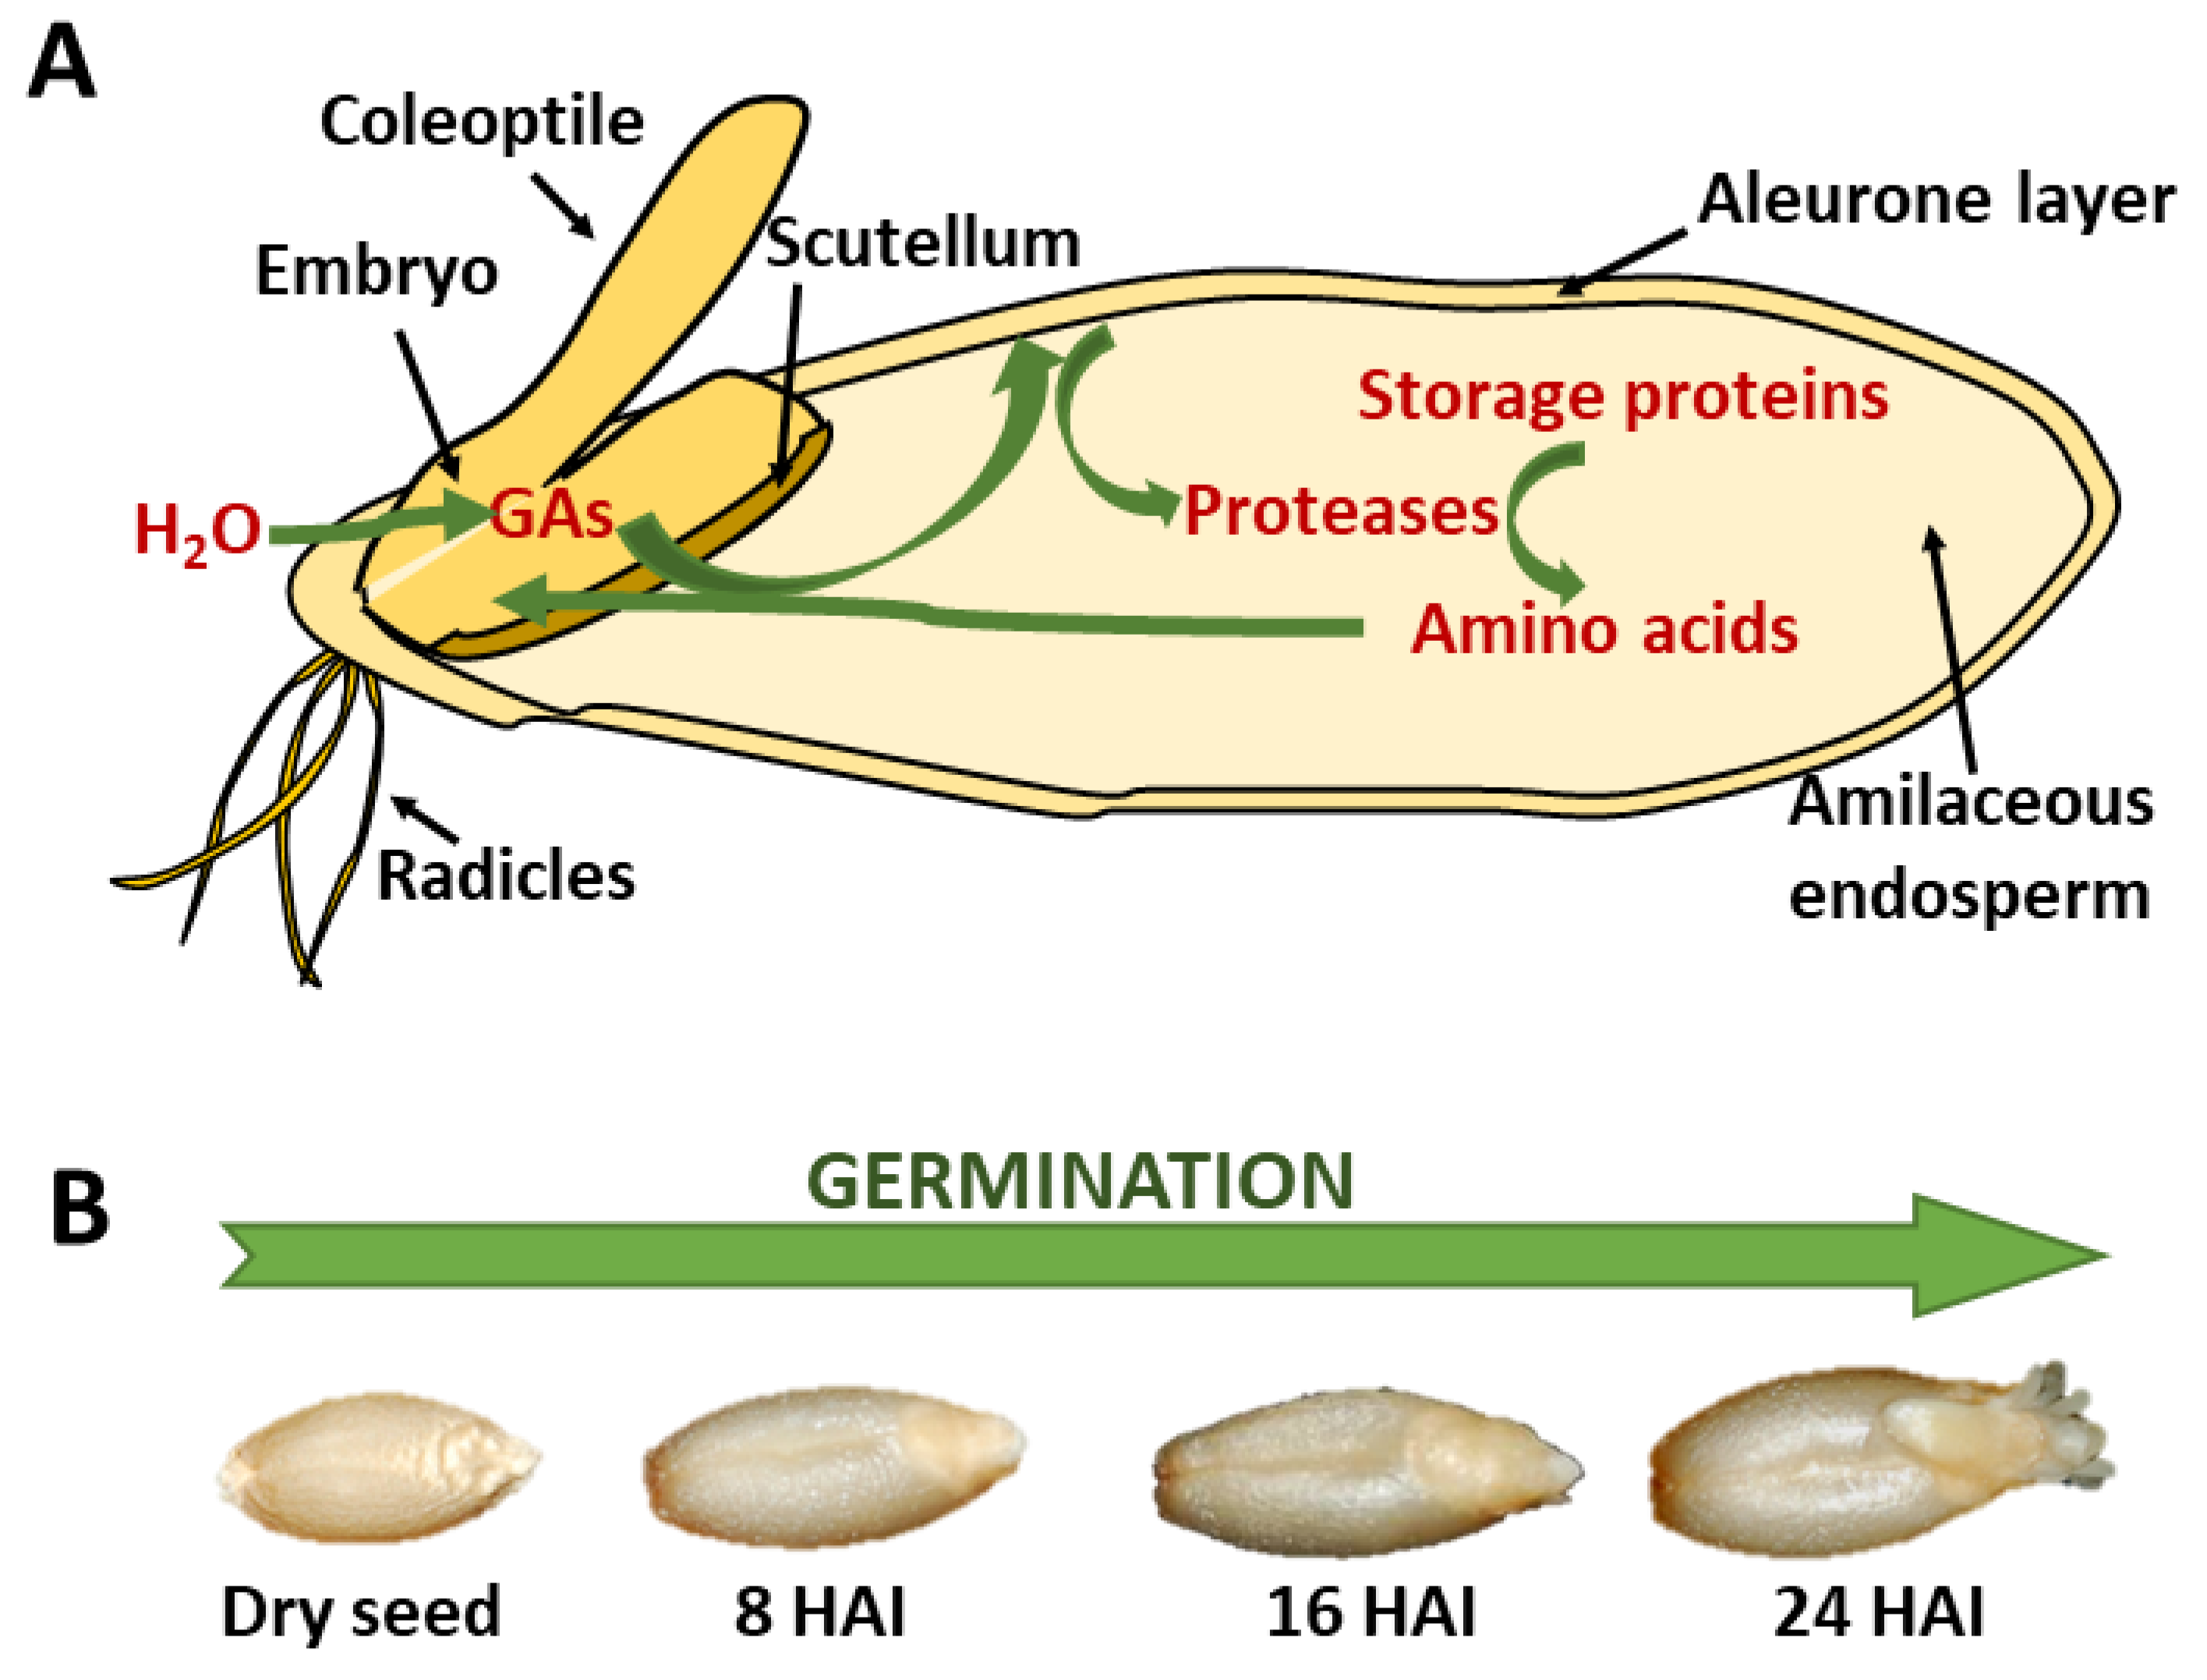 A
Coleoptile
Embryo
Scutellum
Aleurone layer
H₂O
GAs
Storage proteins
Proteases
Amino acids
Radicles
Amilaceous
endosperm
B
GERMINATION
Dry seed
8 HAI
16 HAI
24 HAI